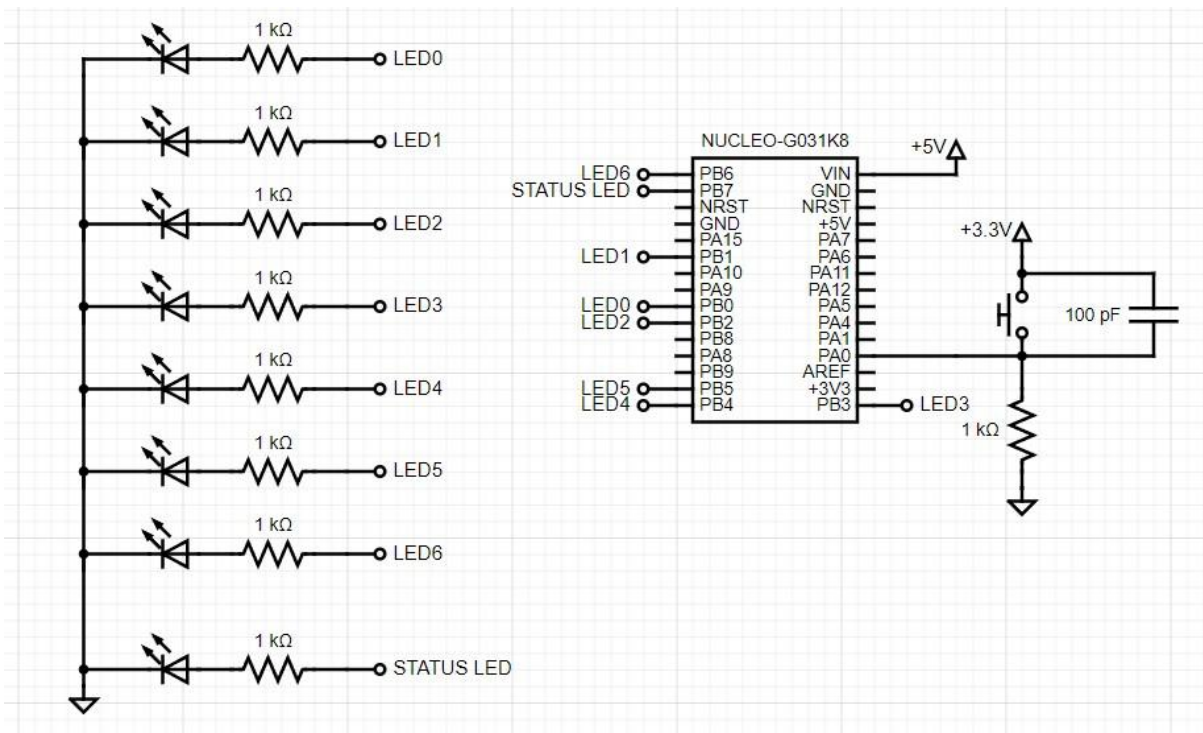 1 kΩ
LED0
1 kΩ
LED1
1 kΩ
LED2
1 kΩ
LED3
1 kΩ
LED4
1 kΩ
LED5
1 kΩ
LED6
1 kΩ
STATUS LED
NUCLEO-G031K8
LED6 PB6 VIN +5V
STATUS LED PB7 GND
NRST NRST
GND +5V
PA15 PA7
LED1 PB1 PA6
PA10 PA11
PA9 PA12
LED0 PB0 PA5
LED2 PB2 PA4
PB8 PA1
PA8 PA0
PB9 AREF
LED5 PB5 +3V3
LED4 PB4 PB3 LED3
+3.3V
100 pF
1 kΩ